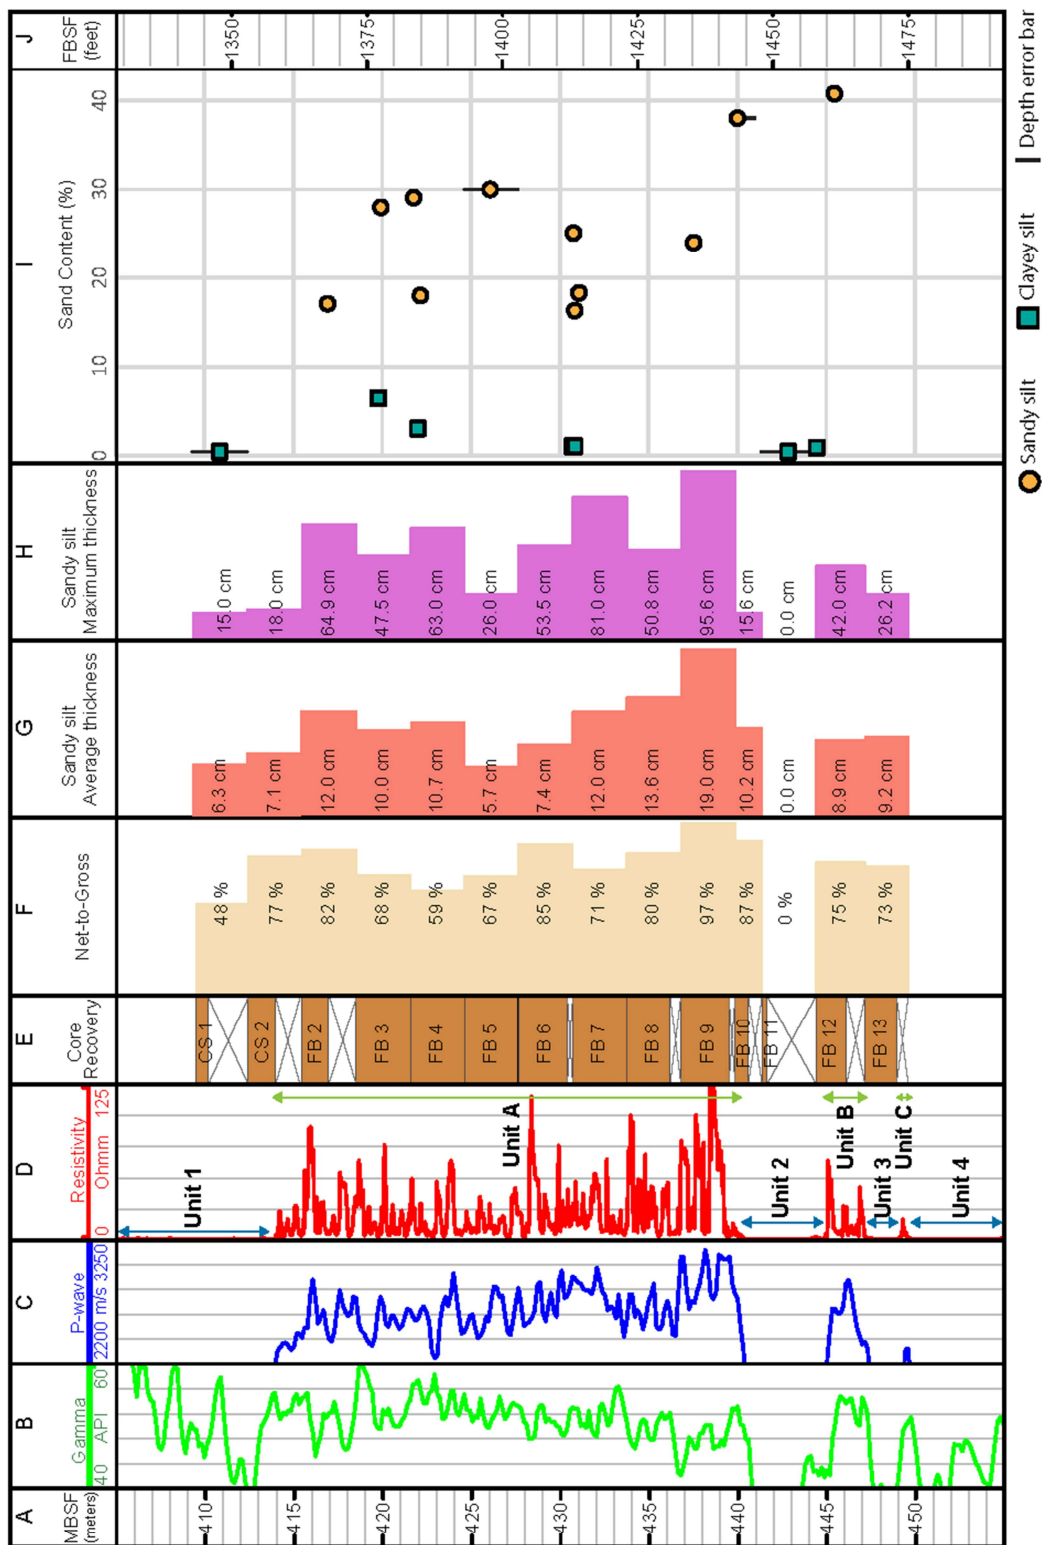 A
MBSF
(meters)
410
415
420
425
430
435
440
445
450
B
Gamma
40 API 60
C
P-wave
2200 m/s 3250
D
Resistivity
0 Ohmm 125
Unit 1
Unit A
Unit 2
Unit B
Unit 3
Unit C
Unit 4
E
Core
Recovery
CS 1
CS 2
FB 2
FB 3
FB 4
FB 5
FB 6
FB 7
FB 8
FB 9
FB 10
FB 11
FB 12
FB 13
F
Net-to-Gross
48 %
77 %
82 %
68 %
59 %
67 %
85 %
71 %
80 %
97 %
87 %
0 %
75 %
73 %
G
Sandy silt
Average thickness
6.3 cm
7.1 cm
12.0 cm
10.0 cm
10.7 cm
5.7 cm
7.4 cm
12.0 cm
13.6 cm
19.0 cm
10.2 cm
0.0 cm
8.9 cm
9.2 cm
H
Sandy silt
Maximum thickness
15.0 cm
18.0 cm
64.9 cm
47.5 cm
63.0 cm
26.0 cm
53.5 cm
81.0 cm
50.8 cm
95.6 cm
15.6 cm
0.0 cm
42.0 cm
26.2 cm
I
Sand Content (%)
0 10 20 30 40
J
FBSF
(feet)
1350
1375
1400
1425
1450
1475
Sandy silt Clayey silt Depth error bar